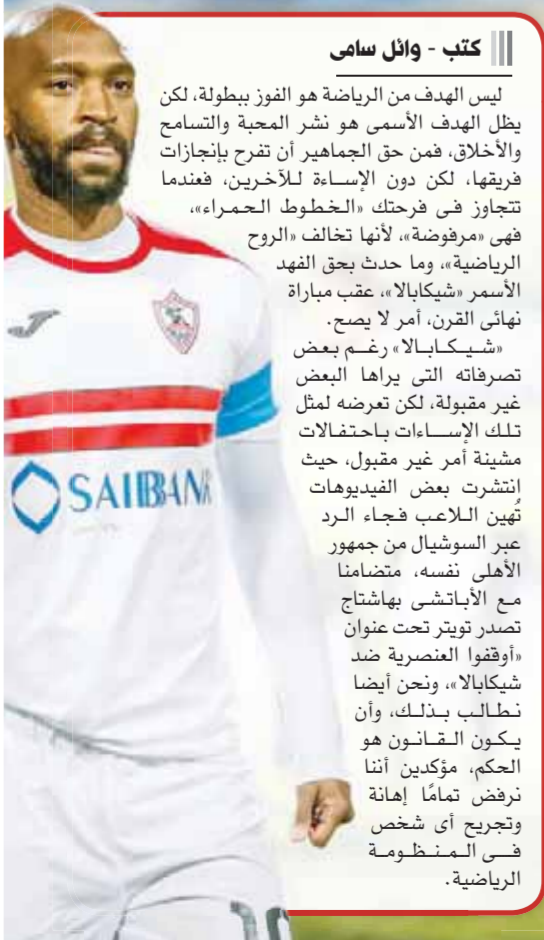 كتب - وائل سامى
ليس الهدف من الرياضة هو الفوز ببطولة، لكن
يظل الهدف الأسمى هو نشر المحبة والتسامح
والأخلاق، فمن حق الجماهير أن تفرح بإنجازات
فريقها، لكن دون الإساءة للآخرين، فعندما
تتجاوز فى فرحتك «الخطوط الحمراء»،
فهى «مرفوضة»، لأنها تخالف «الروح
الرياضية»، وما حدث بحق الفهد
الأسمر «شيكابالا»، عقب مباراة
نهائى القرن، أمر لا يصح.
«شيكابالا» رغم بعض
تصرفاته التى يراها البعض
غير مقبولة، لكن تعرضه لمثل
تلك الإساءات باحتفالات
مشينة أمر غير مقبول، حيث
انتشرت بعض الفيديوهات
تُهين اللاعب فجاء الرد
عبر السوشيال من جمهور
الأهلى نفسه، متضامنا
مع الأباتشى بهاشتاج
تصدر تويتر تحت عنوان
«أوقفوا العنصرية ضد
شيكابالا»، ونحن أيضا
نطالب بذلك، وأن
يكون القانون هو
الحكم، مؤكدين أننا
نرفض تمامًا إهانة
وتجريح أى شخص
فى المنظومة
الرياضية.
SAIBBANK